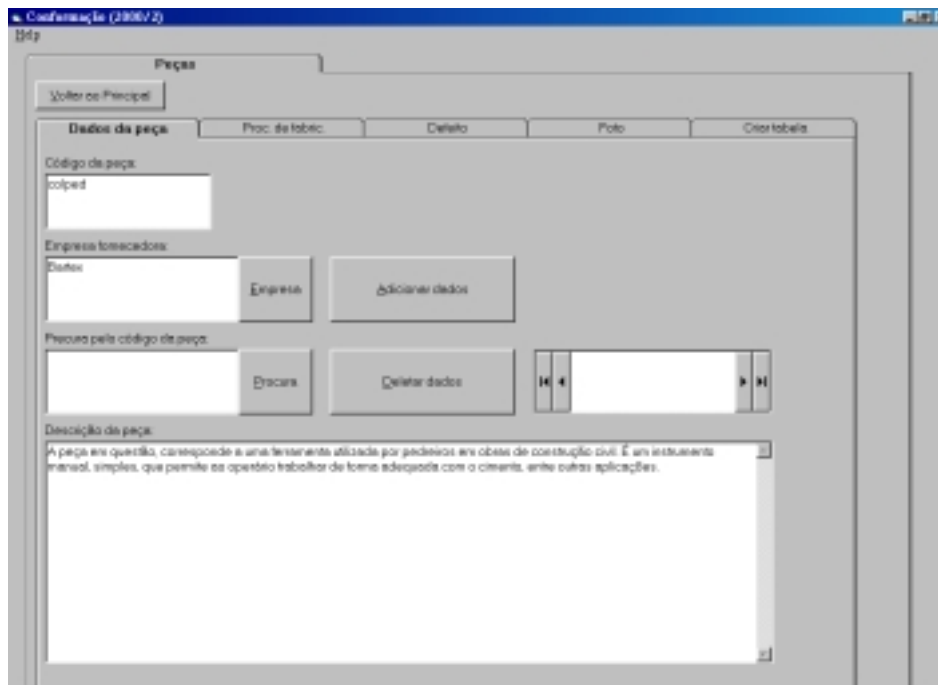 Conformação (2000/2)
Help
Peças
Voltar ao Principal
Dados da peça Proc. de fabric. Defeito Foto Criar tabela
Código da peça:
colped
Empresa fornecedora:
Empresa Adicionar dados
Procura pelo código da peça:
Procura Deletar dados
Descrição da peça:
A peça em questão, corresponde a uma ferramenta utilizada por pedreiros em obras de construção civil. É um instrumento
manual, simples, que permite ao operário trabalhar de forma adequada com o cimento, entre outras aplicações.